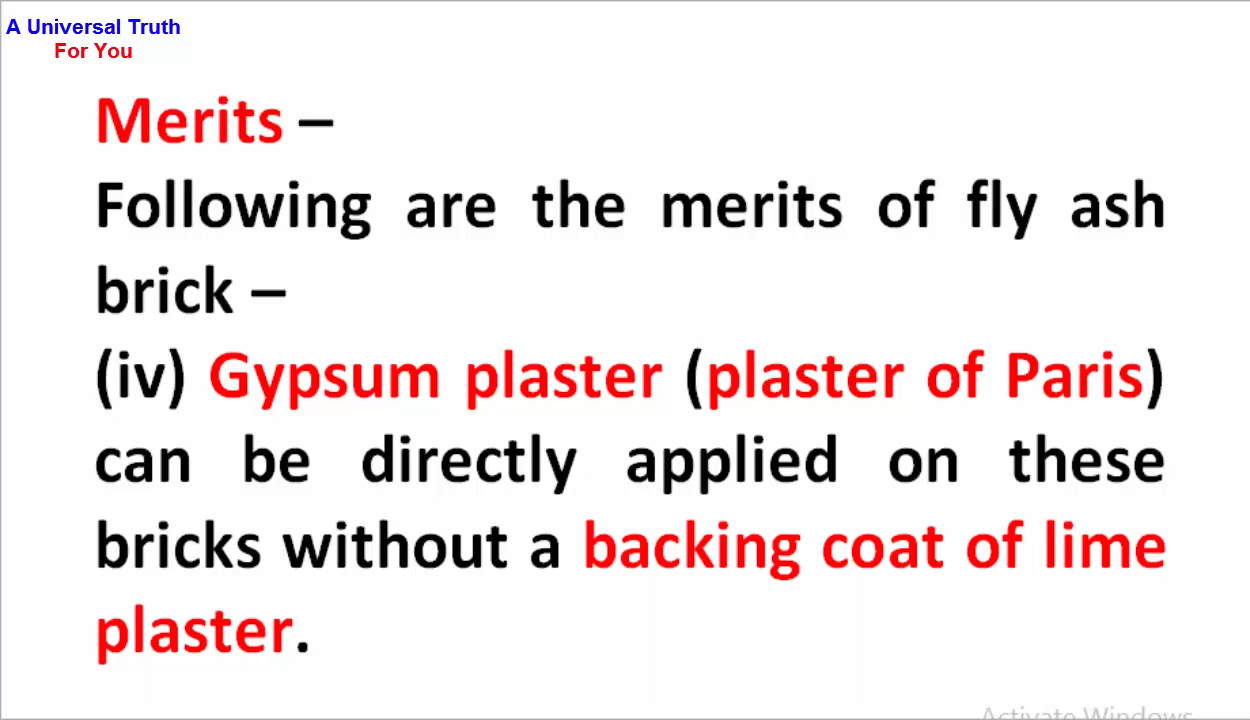 A Universal Truth
For You
Merits –
Following are the merits of fly ash
brick –
(iv) Gypsum plaster (plaster of Paris)
can be directly applied on these
bricks without a backing coat of lime
plaster.
Activate Windows